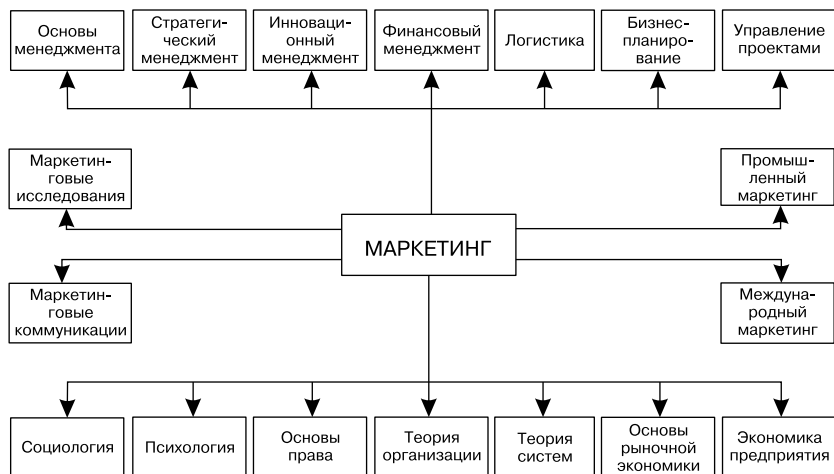 Основы
менеджмента
Стратеги-
ческий
менеджмент
Инноваци-
онный
менеджмент
Финансовый
менеджмент
Логистика
Бизнес-
планиро-
вание
Управление
проектами
Маркетин-
говые
исследования
Промыш-
ленный
маркетинг
МАРКЕТИНГ
Маркетин-
говые
коммуникации
Междуна-
родный
маркетинг
Социология
Психология
Основы
права
Теория
организации
Теория
систем
Основы
рыночной
экономики
Экономика
предприятия